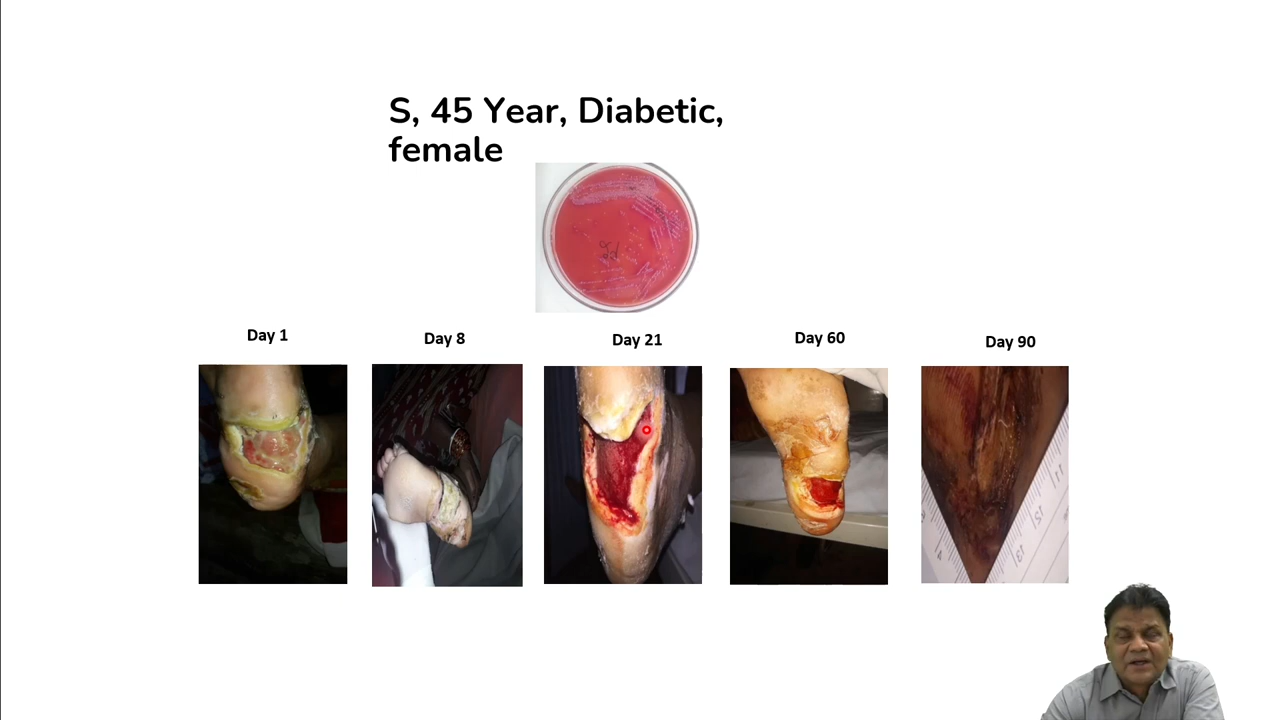 S, 45 Year, Diabetic,
female
Day 1
Day 8
Day 21
Day 60
Day 90